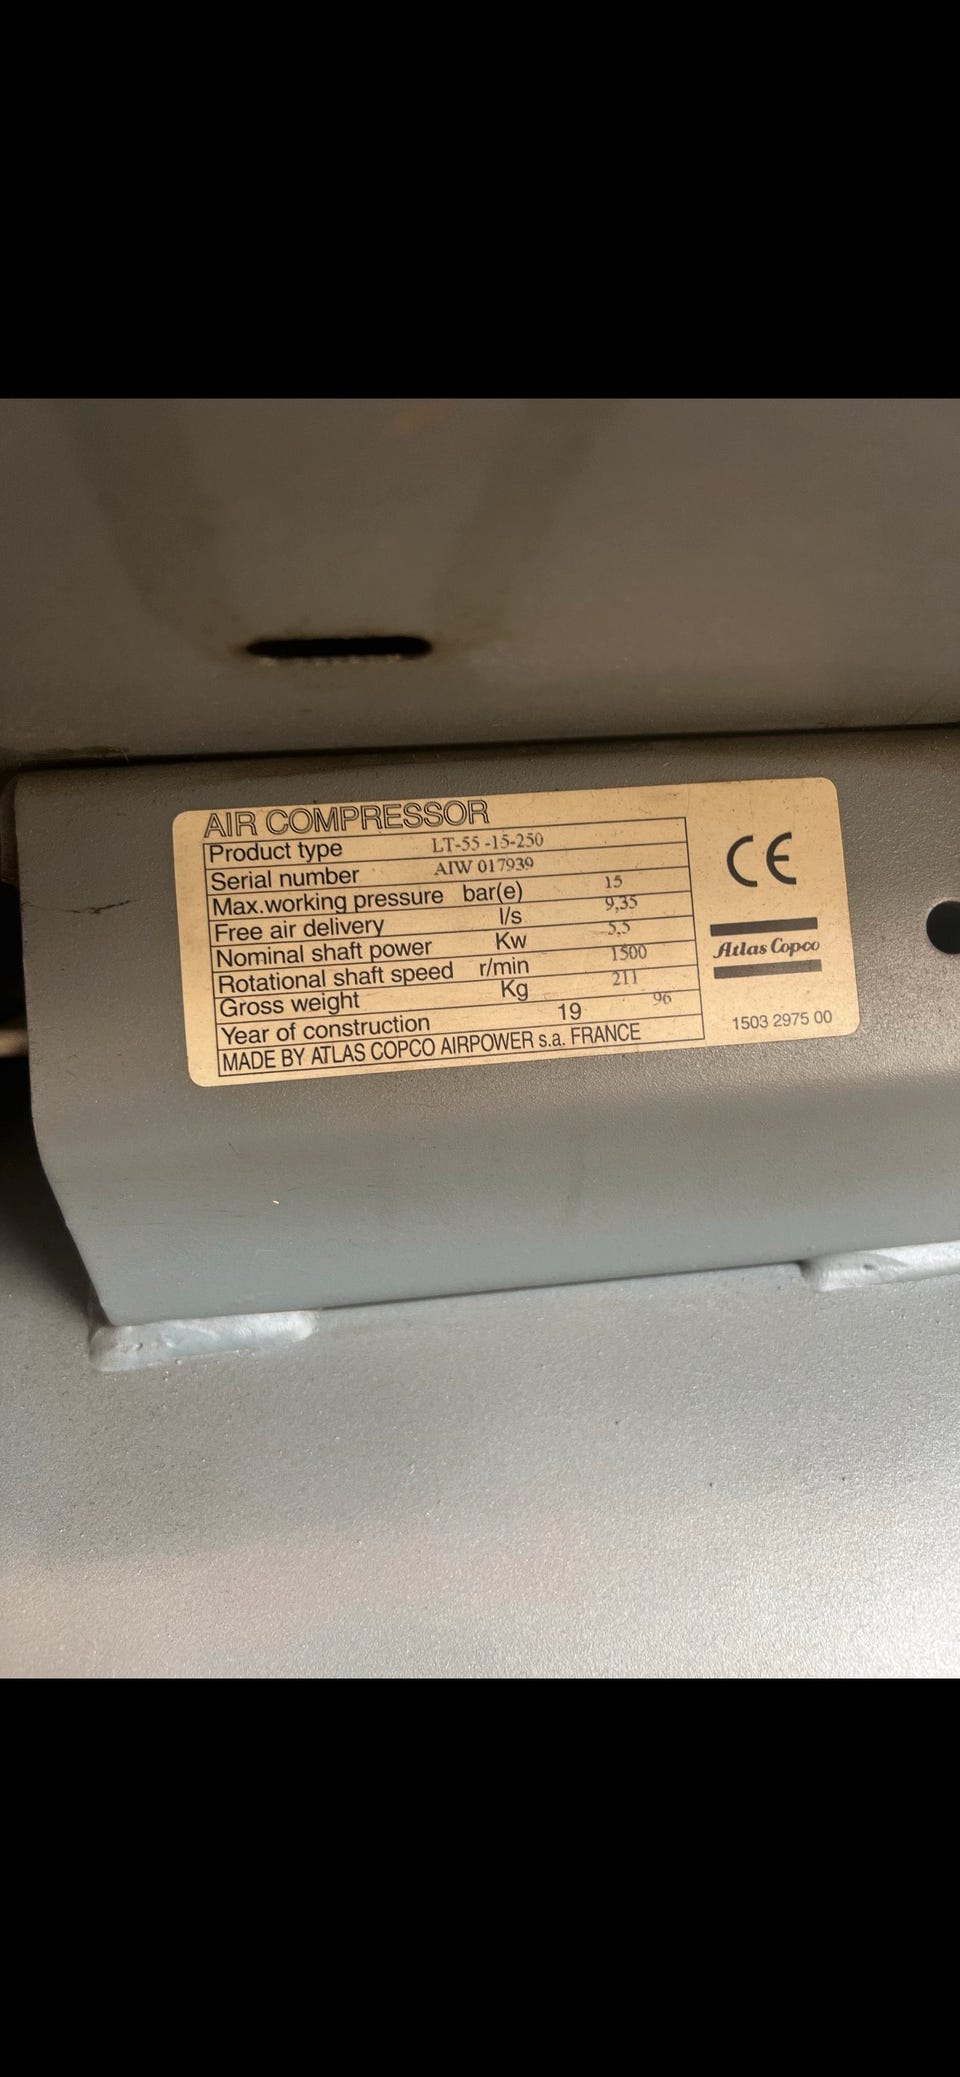 AIR COMPRESSOR
Product type LT-55 -15-250
Serial number AIW 017939
Max.working pressure bar(e) 15
Free air delivery l/s 9,35
Nominal shaft power Kw 5,5
Rotational shaft speed r/min 1500
Gross weight Kg 211
Year of construction 19 96
MADE BY ATLAS COPCO AIRPOWER s.a. FRANCE
CE
Atlas Copco
1503 2975 00